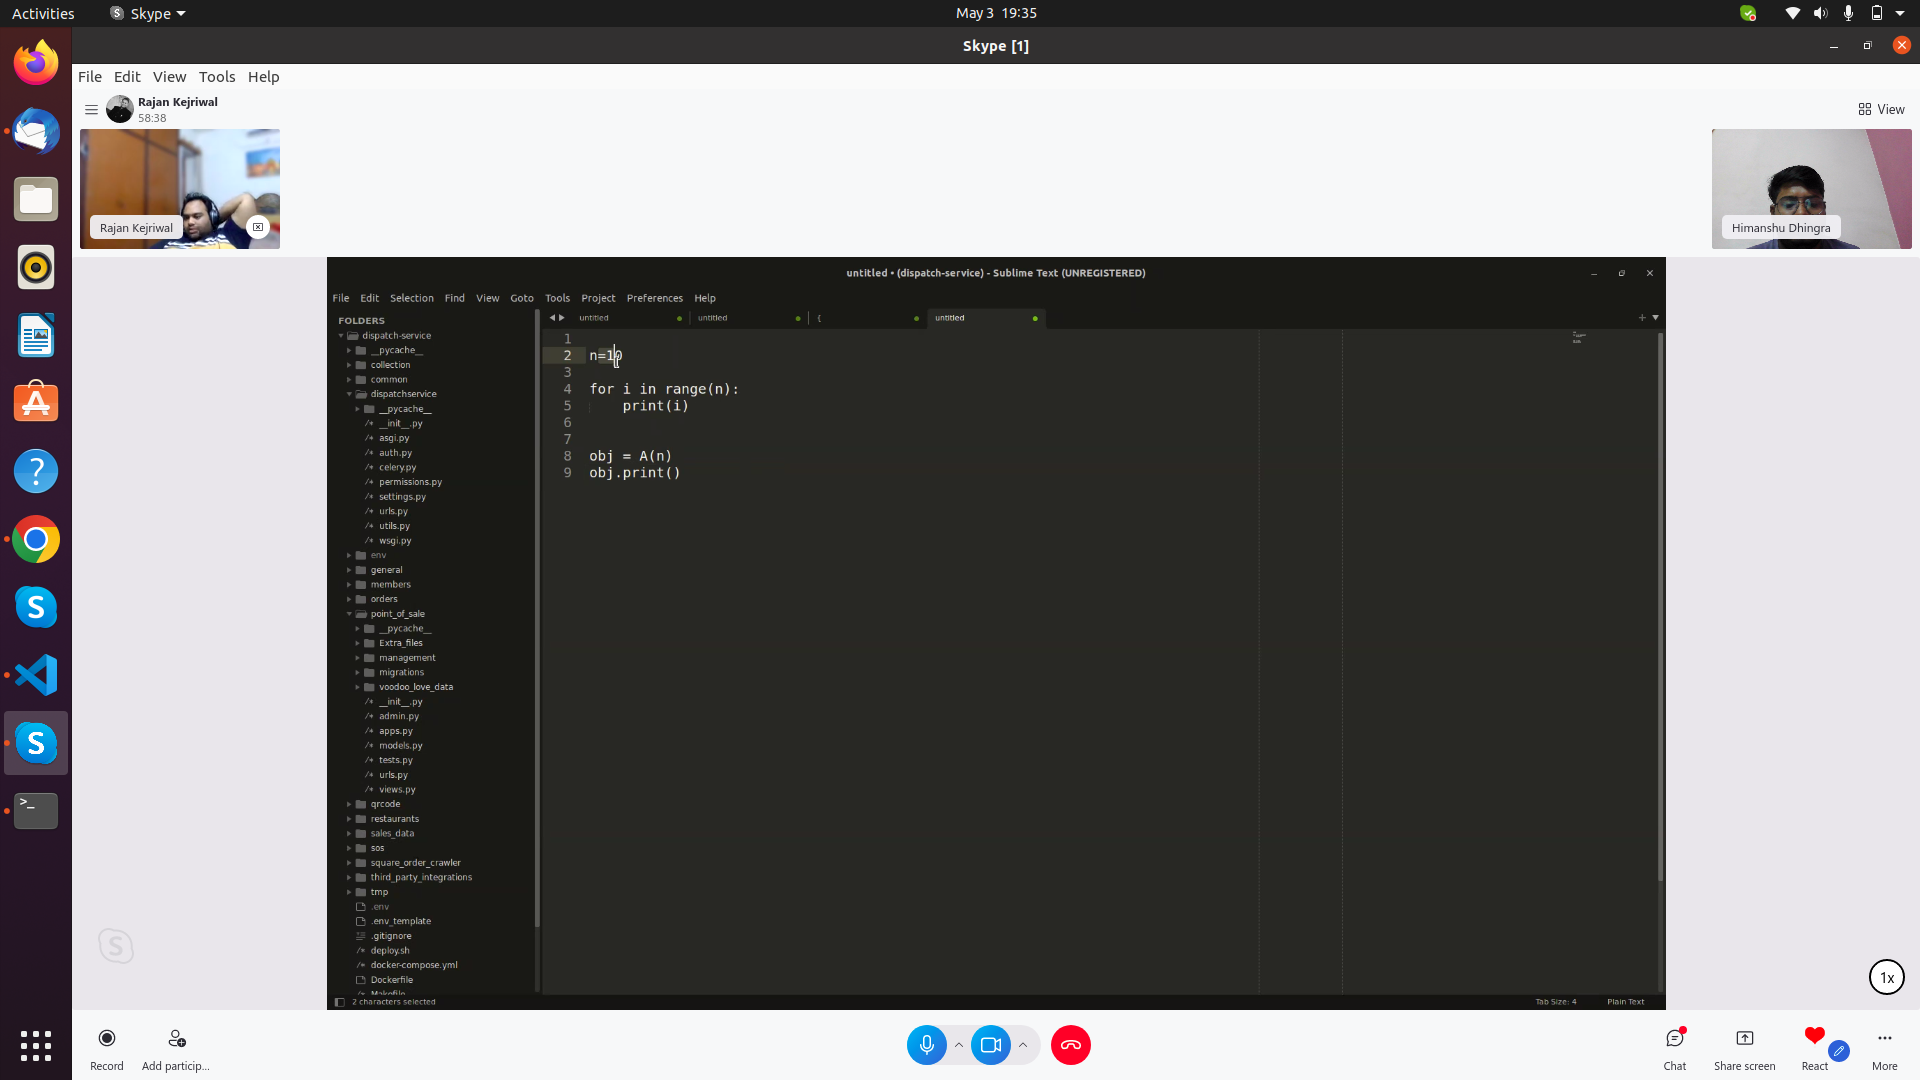 Activities
Skype
May 3 19:35
Skype [1]
File Edit View Tools Help
Rajan Kejriwal
58:38
View
Rajan Kejriwal
Himanshu Dhingra
untitled • (dispatch-service) - Sublime Text (UNREGISTERED)
File Edit Selection Find View Goto Tools Project Preferences Help
FOLDERS
dispatch-service
__pycache__
collection
common
dispatchservice
__pycache__
__init__.py
asgi.py
auth.py
celery.py
permissions.py
settings.py
urls.py
utils.py
wsgi.py
env
general
members
orders
point_of_sale
__pycache__
Extra_files
management
migrations
voodoo_love_data
__init__.py
admin.py
apps.py
models.py
tests.py
urls.py
views.py
qrcode
restaurants
sales_data
sos
square_order_crawler
third_party_integrations
tmp
.env
.env_template
.gitignore
deploy.sh
docker-compose.yml
Dockerfile
Makefile
untitled
untitled
{
untitled
1
2 n=10
3
4 for i in range(n):
5 print(i)
6
7
8 obj = A(n)
9 obj.print()
2 characters selected
Tab Size: 4
Plain Text
1x
Record
Add particip...
Chat
Share screen
React
More